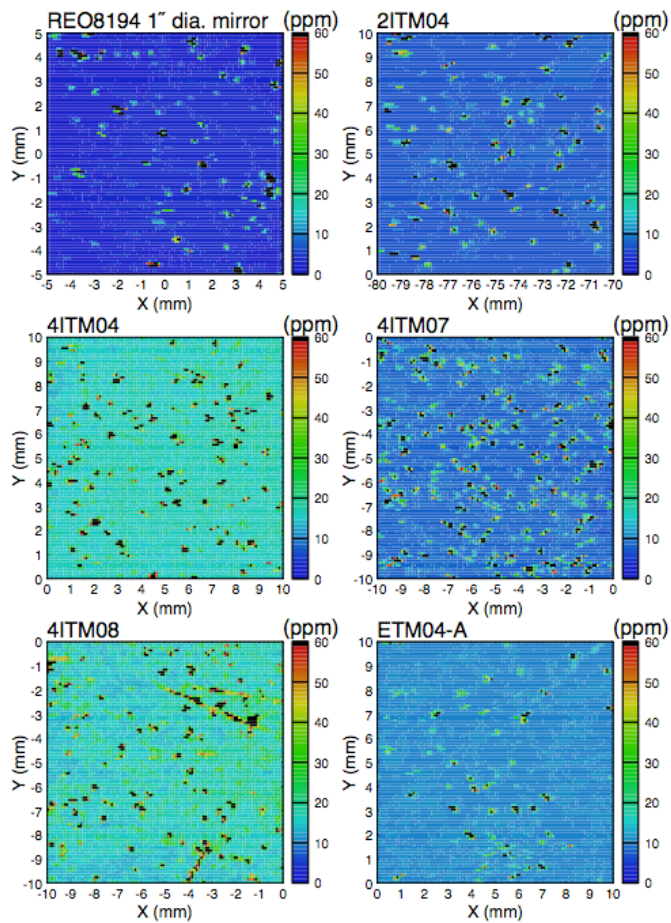 REO8194 1″ dia. mirror (ppm)
5 4 3 2 1 0 -1 -2 -3 -4 -5
Y (mm)
60 50 40 30 20 10 0
-5 -4 -3 -2 -1 0 1 2 3 4 5
X (mm)
2ITM04 (ppm)
10 9 8 7 6 5 4 3 2 1 0
Y (mm)
60 50 40 30 20 10 0
-80 -79 -78 -77 -76 -75 -74 -73 -72 -71 -70
X (mm)
4ITM04 (ppm)
10 9 8 7 6 5 4 3 2 1 0
Y (mm)
60 50 40 30 20 10 0
0 1 2 3 4 5 6 7 8 9 10
X (mm)
4ITM07 (ppm)
0 -1 -2 -3 -4 -5 -6 -7 -8 -9 -10
Y (mm)
60 50 40 30 20 10 0
-10 -9 -8 -7 -6 -5 -4 -3 -2 -1 0
X (mm)
4ITM08 (ppm)
0 -1 -2 -3 -4 -5 -6 -7 -8 -9 -10
Y (mm)
60 50 40 30 20 10 0
-10 -9 -8 -7 -6 -5 -4 -3 -2 -1 0
X (mm)
ETM04-A (ppm)
10 9 8 7 6 5 4 3 2 1 0
Y (mm)
60 50 40 30 20 10 0
0 1 2 3 4 5 6 7 8 9 10
X (mm)